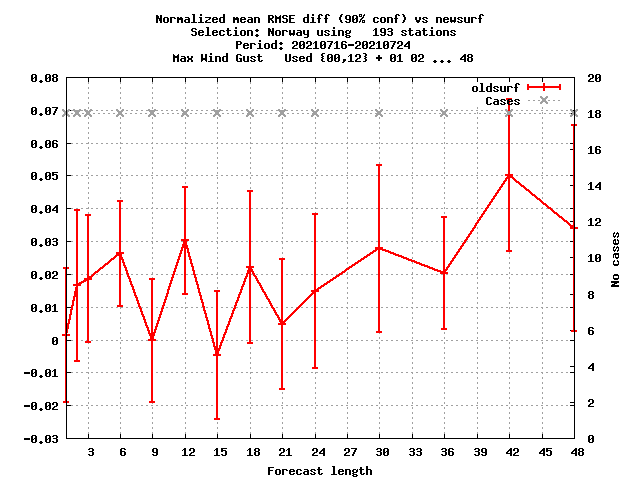 Normalized mean RMSE diff (90% conf) vs newsurf
Selection: Norway using   193 stations
Period: 20210716-20210724
Max Wind Gust   Used {00,12} + 01 02 ... 48
oldsurf
Cases
0.08
0.07
0.06
0.05
0.04
0.03
0.02
0.01
0
-0.01
-0.02
-0.03
20
18
16
14
12
10
8
6
4
2
0
No cases
3 6 9 12 15 18 21 24 27 30 33 36 39 42 45 48
Forecast length